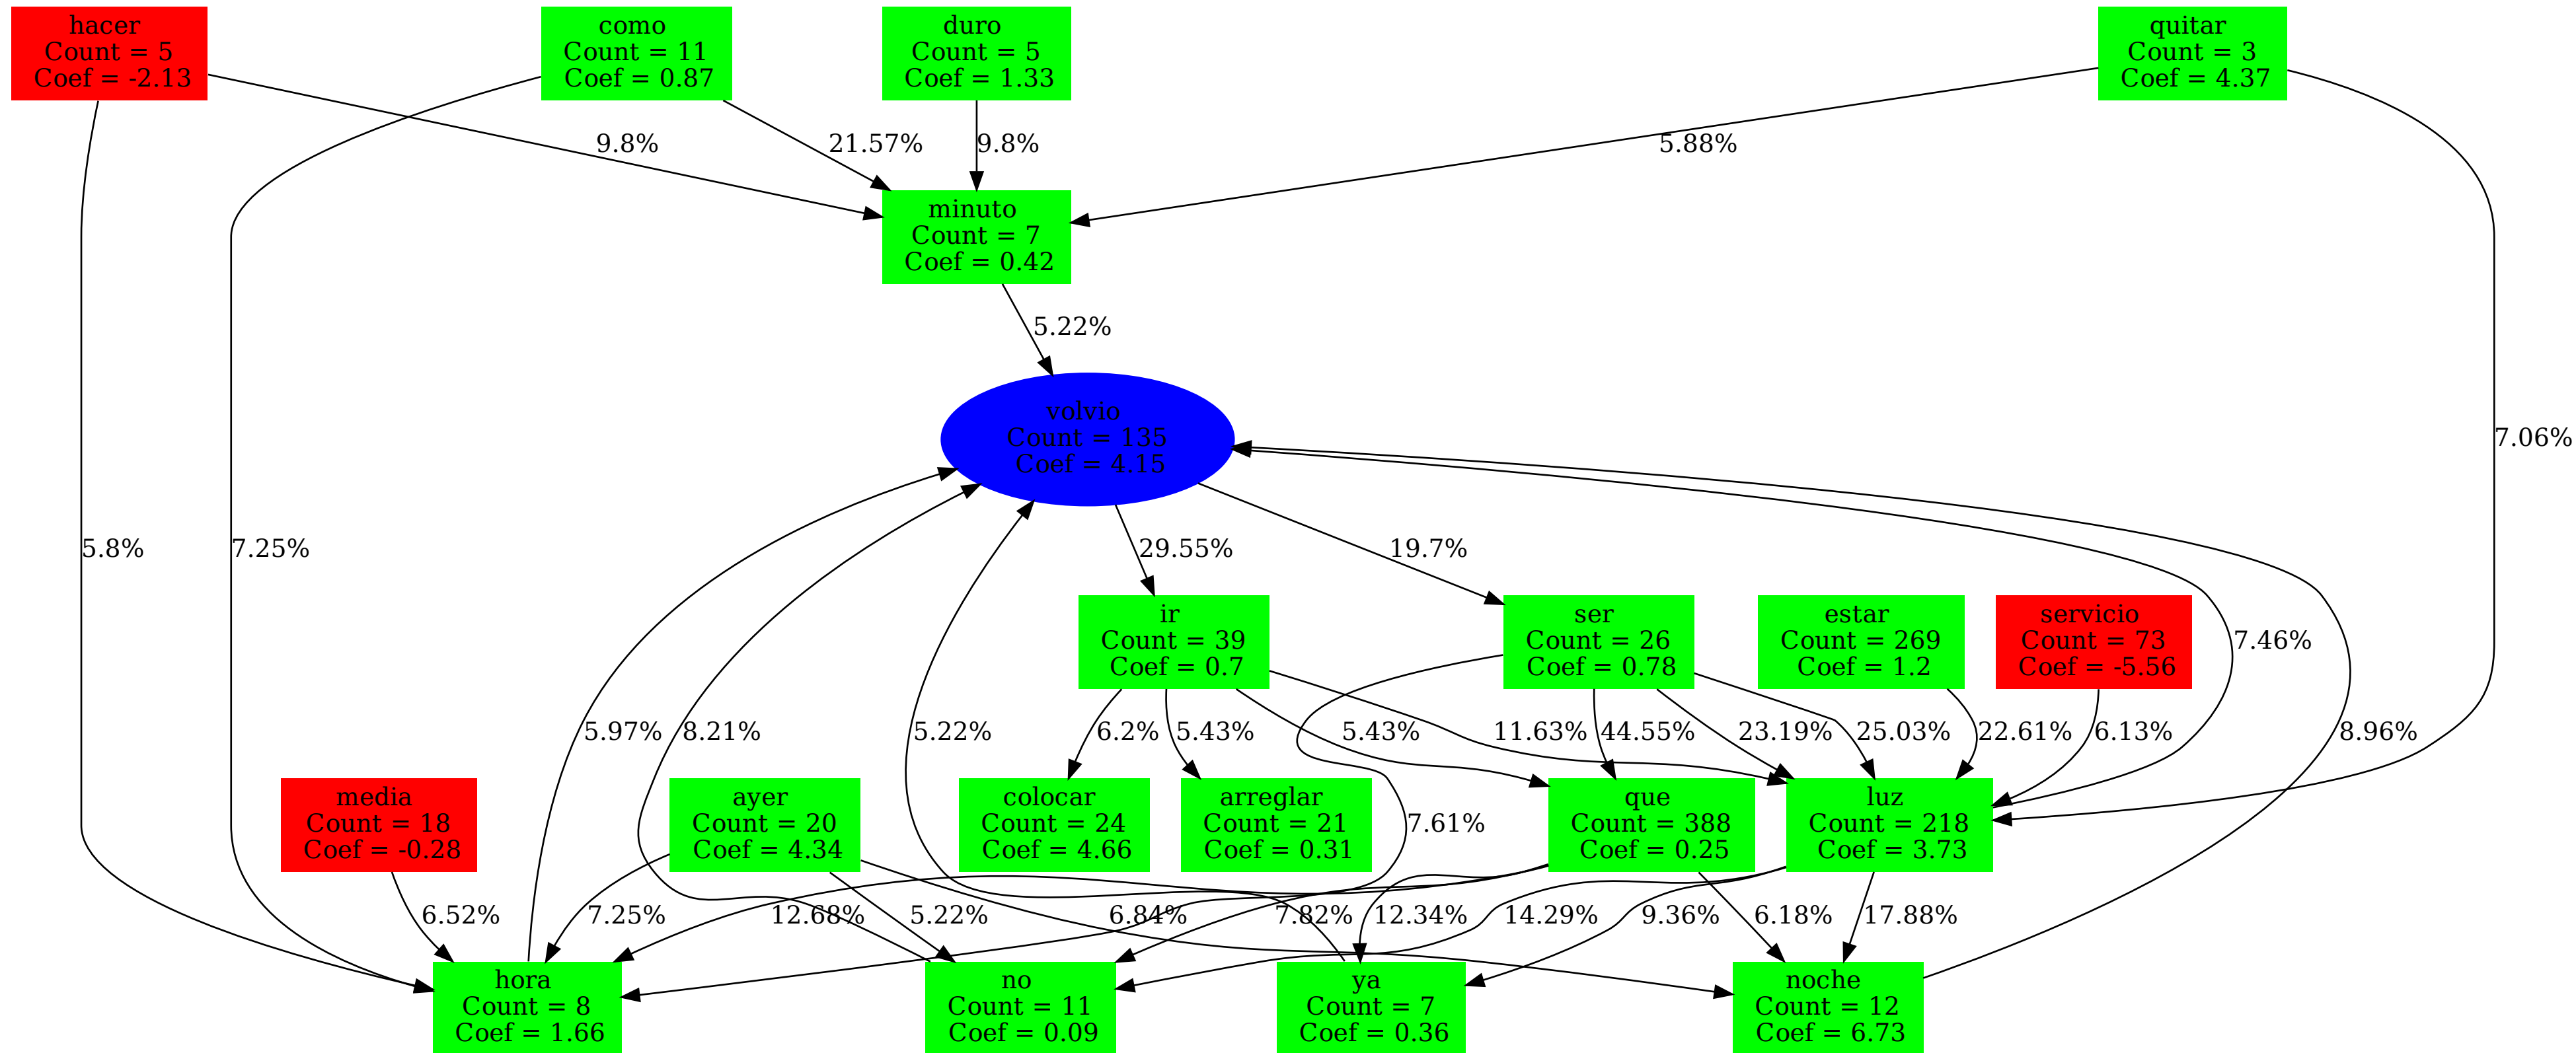 hacer
Count = 5
Coef = -2.13
como
Count = 11
Coef = 0.87
duro
Count = 5
Coef = 1.33
quitar
Count = 3
Coef = 4.37
9.8%
21.57%
9.8%
5.88%
minuto
Count = 7
Coef = 0.42
5.22%
volvio
Count = 135
Coef = 4.15
7.06%
5.8%
7.25%
29.55%
19.7%
ir
Count = 39
Coef = 0.7
ser
Count = 26
Coef = 0.78
estar
Count = 269
Coef = 1.2
servicio
Count = 73
Coef = -5.56
7.46%
5.97%
8.21%
5.22%
6.2%
5.43%
5.43%
11.63%
44.55%
23.19%
25.03%
22.61%
6.13%
8.96%
media
Count = 18
Coef = -0.28
ayer
Count = 20
Coef = 4.34
colocar
Count = 24
Coef = 4.66
arreglar
Count = 21
Coef = 0.31
7.61%
que
Count = 388
Coef = 0.25
luz
Count = 218
Coef = 3.73
6.52%
7.25%
12.68%
5.22%
6.84%
7.82%
12.34%
14.29%
9.36%
6.18%
17.88%
hora
Count = 8
Coef = 1.66
no
Count = 11
Coef = 0.09
ya
Count = 7
Coef = 0.36
noche
Count = 12
Coef = 6.73